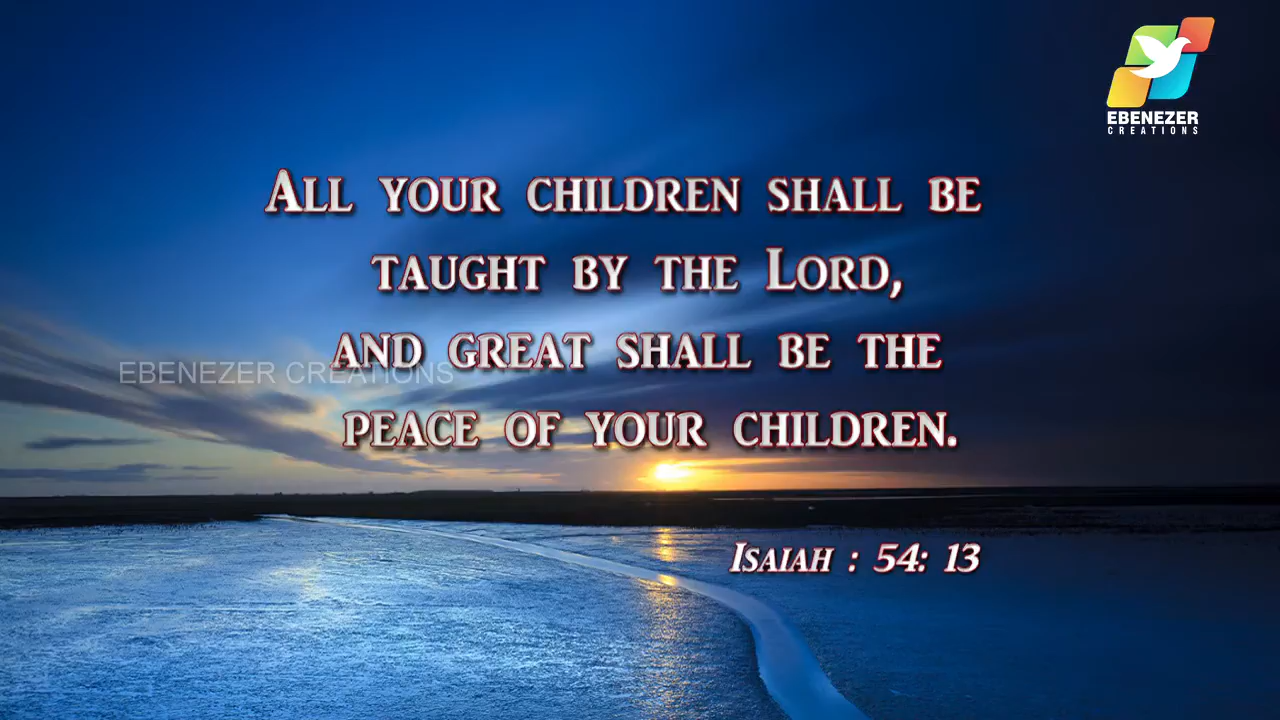 EBENEZER
CREATIONS
All your children shall be
taught by the Lord,
and great shall be the
EBENEZER CREATIONS
peace of your children.
Isaiah : 54: 13